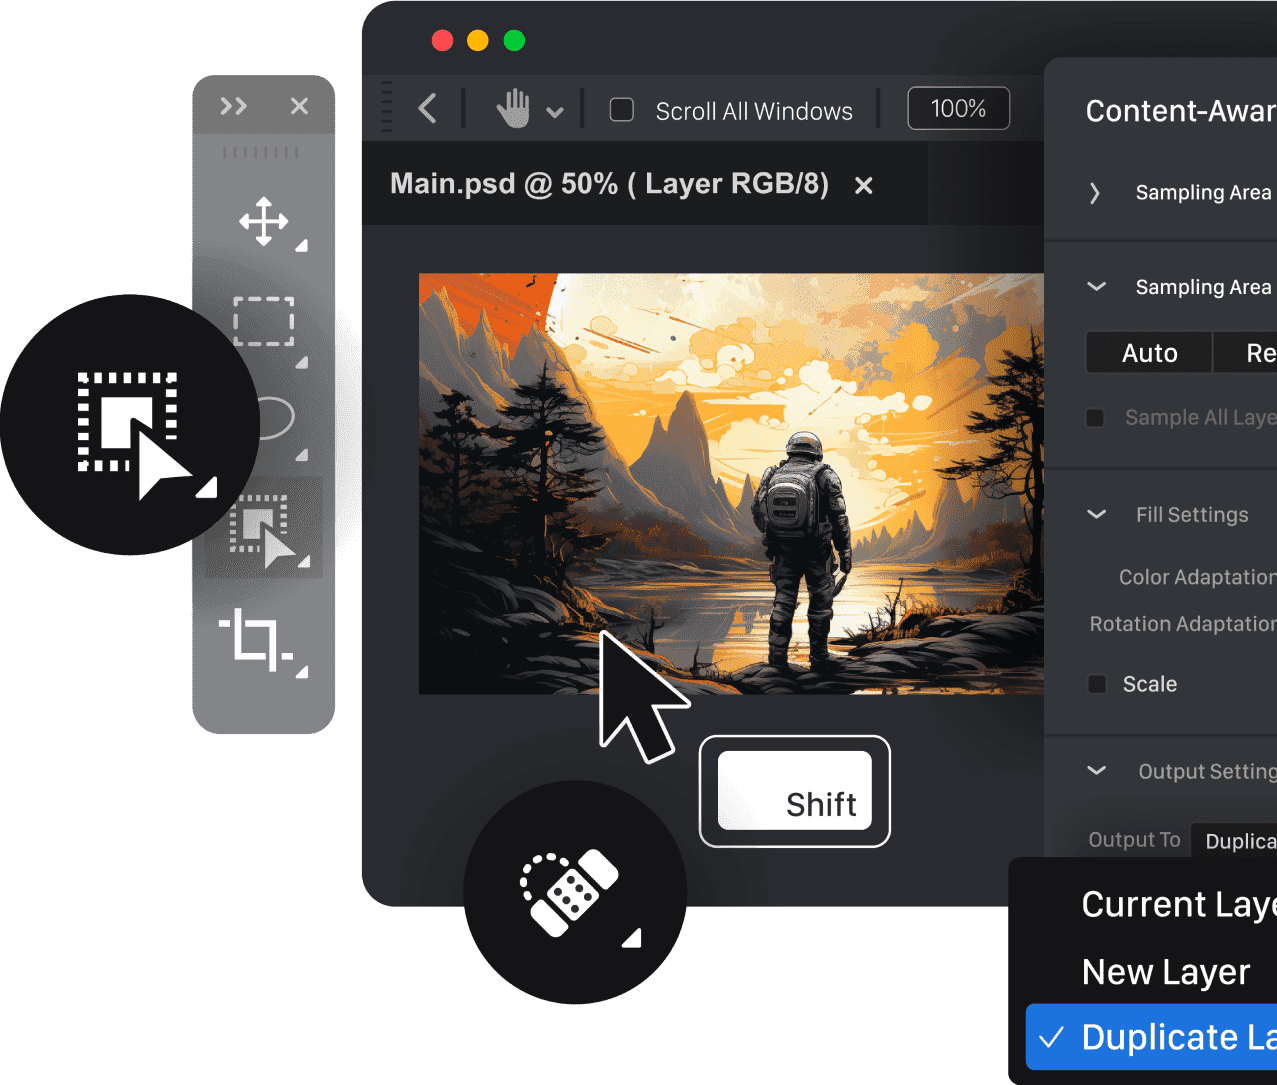 Scroll All Windows
100%
Main.psd @ 50% ( Layer RGB/8)
Content-Awar
Sampling Area
Sampling Area
Auto
Re
Sample All Laye
Fill Settings
Color Adaptation
Rotation Adaptation
Scale
Output Setting
Output To
Duplica
Shift
Current Laye
New Layer
Duplicate La